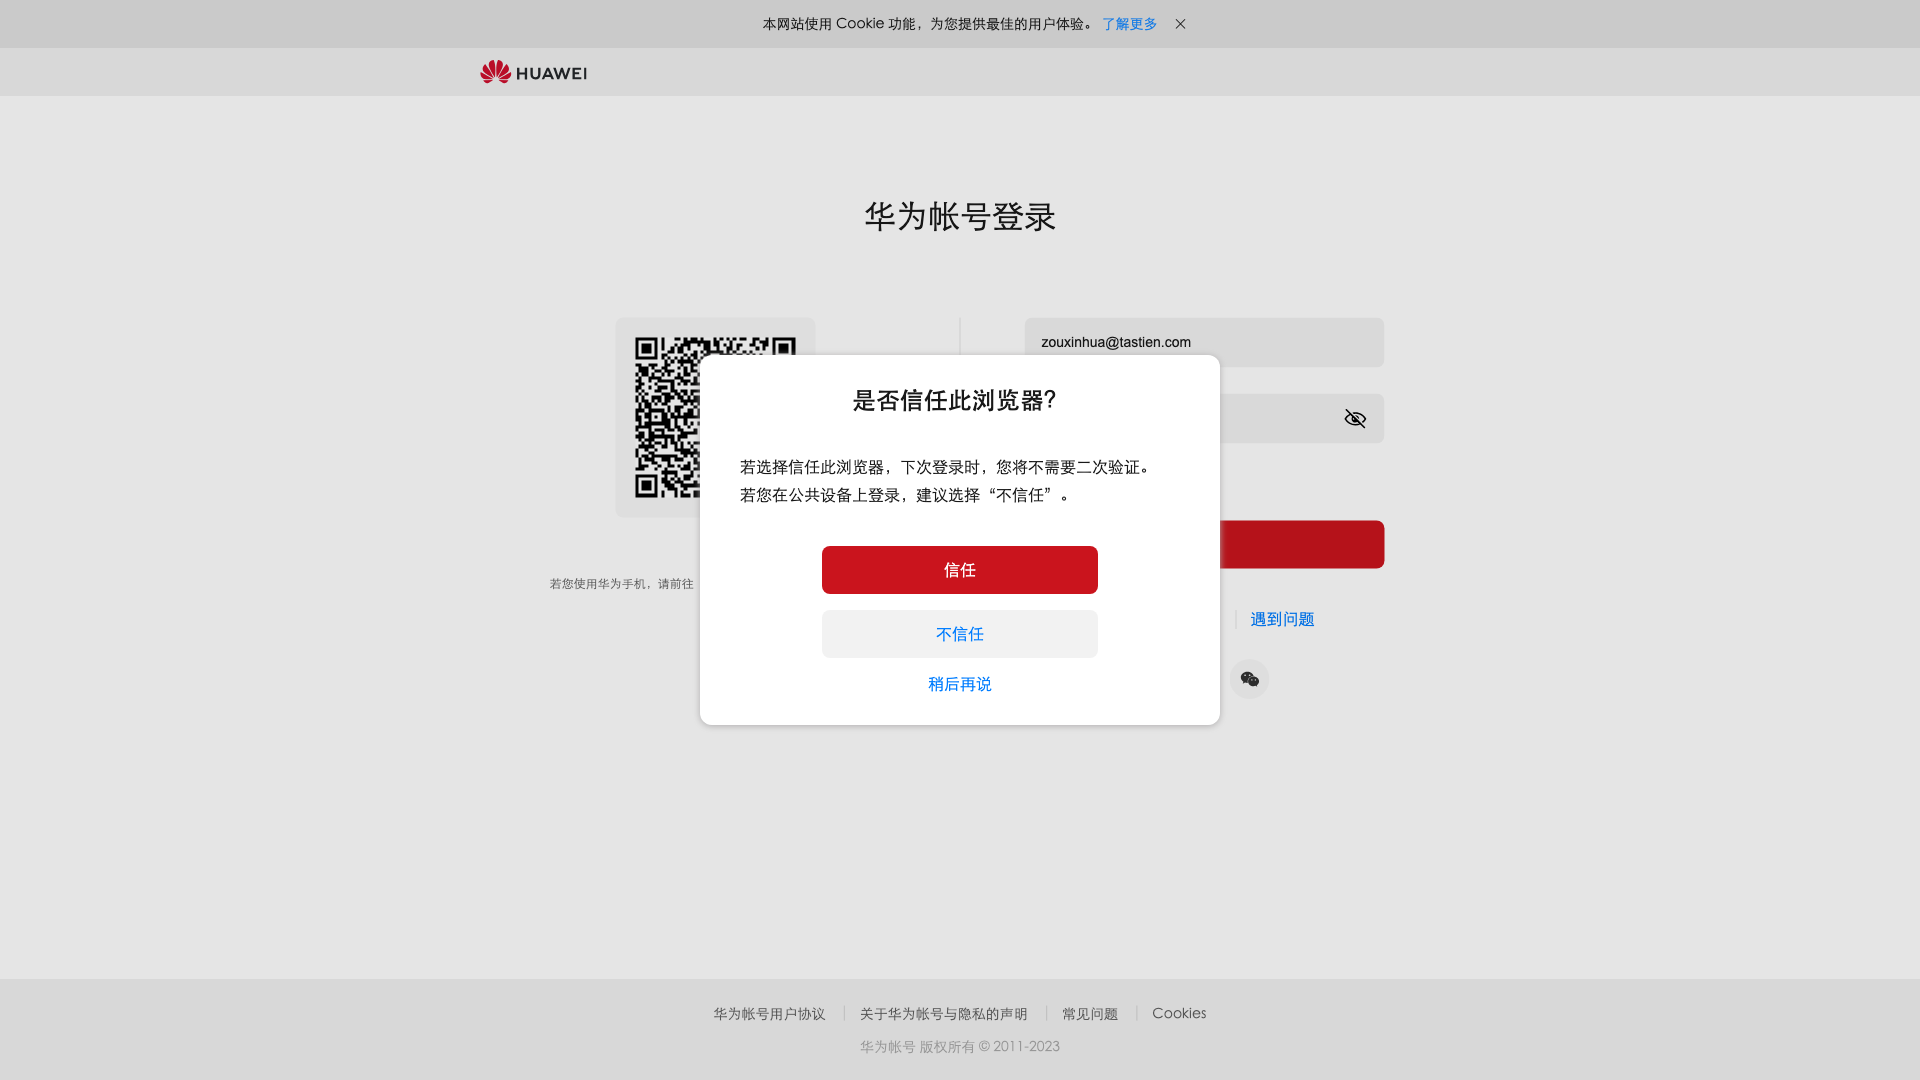 本网站使用 Cookie 功能，为您提供最佳的用户体验。 了解更多
HUAWEI
华为帐号登录
zouxinhua@tastien.com
是否信任此浏览器？
若选择信任此浏览器，下次登录时，您将不需要二次验证。
若您在公共设备上登录，建议选择“不信任”。
信任
不信任
稍后再说
若您使用华为手机，请前往
遇到问题
华为帐号用户协议
关于华为帐号与隐私的声明
常见问题
Cookies
华为帐号 版权所有 © 2011-2023